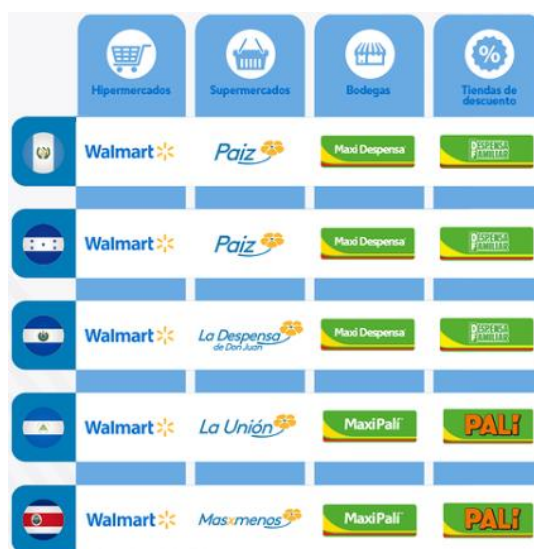 Hipermercados
Supermercados
Bodegas
Tiendas de
descuento
Walmart
Paiz
Maxi Despensa
DESPENSA
FAMILIAR
Walmart
Paiz
Maxi Despensa
DESPENSA
FAMILIAR
Walmart
La Despensa
de Don Juan
Maxi Despensa
DESPENSA
FAMILIAR
Walmart
La Unión
MaxiPalí
PALÍ
Walmart
Masxmenos
MaxiPalí
PALÍ